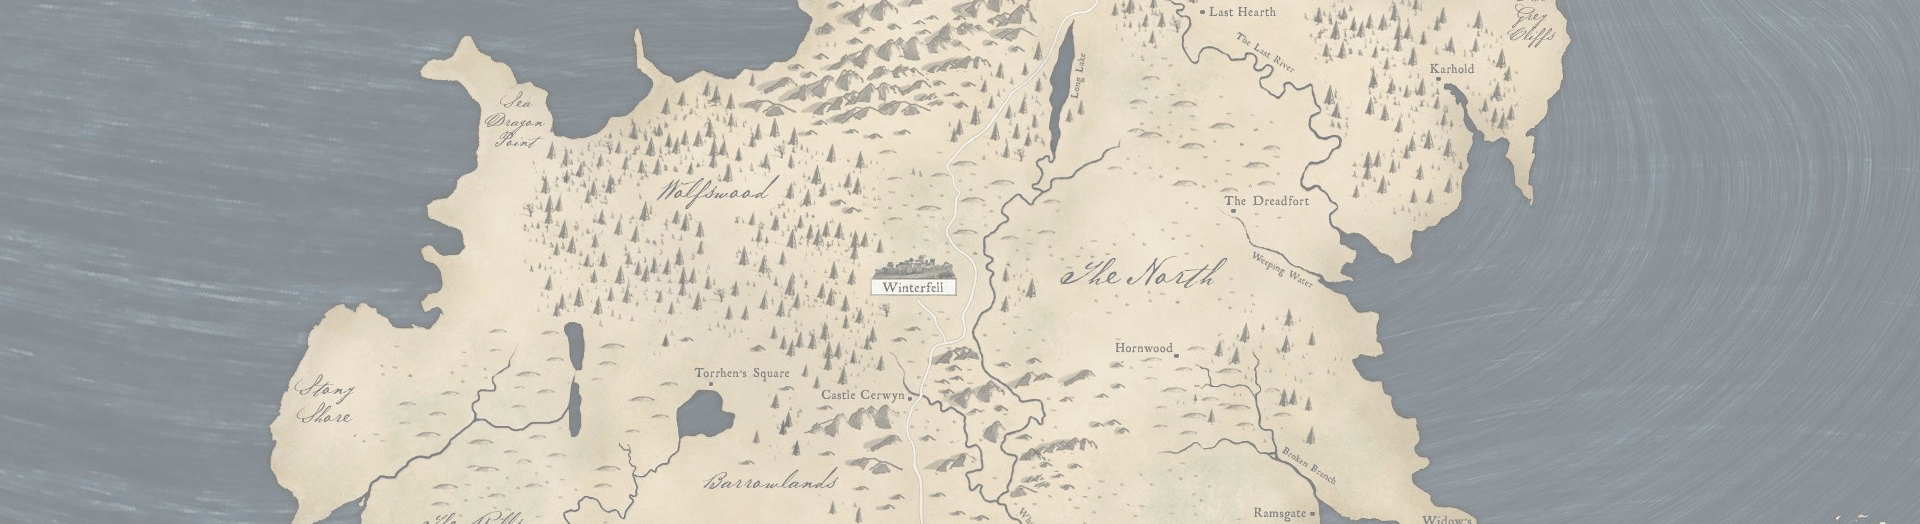 Last Hearth
Grey
Cliffs
The Last River
Long Lake
Karhold
Sea
Dragon
Point
Wolfswood
The Dreadfort
Weeping Water
The North
Winterfell
Hornwood
Torrhen's Square
Castle Cerwyn
Stony
Shore
Barrowlands
Broken Branch
Ramsgate
Widow's